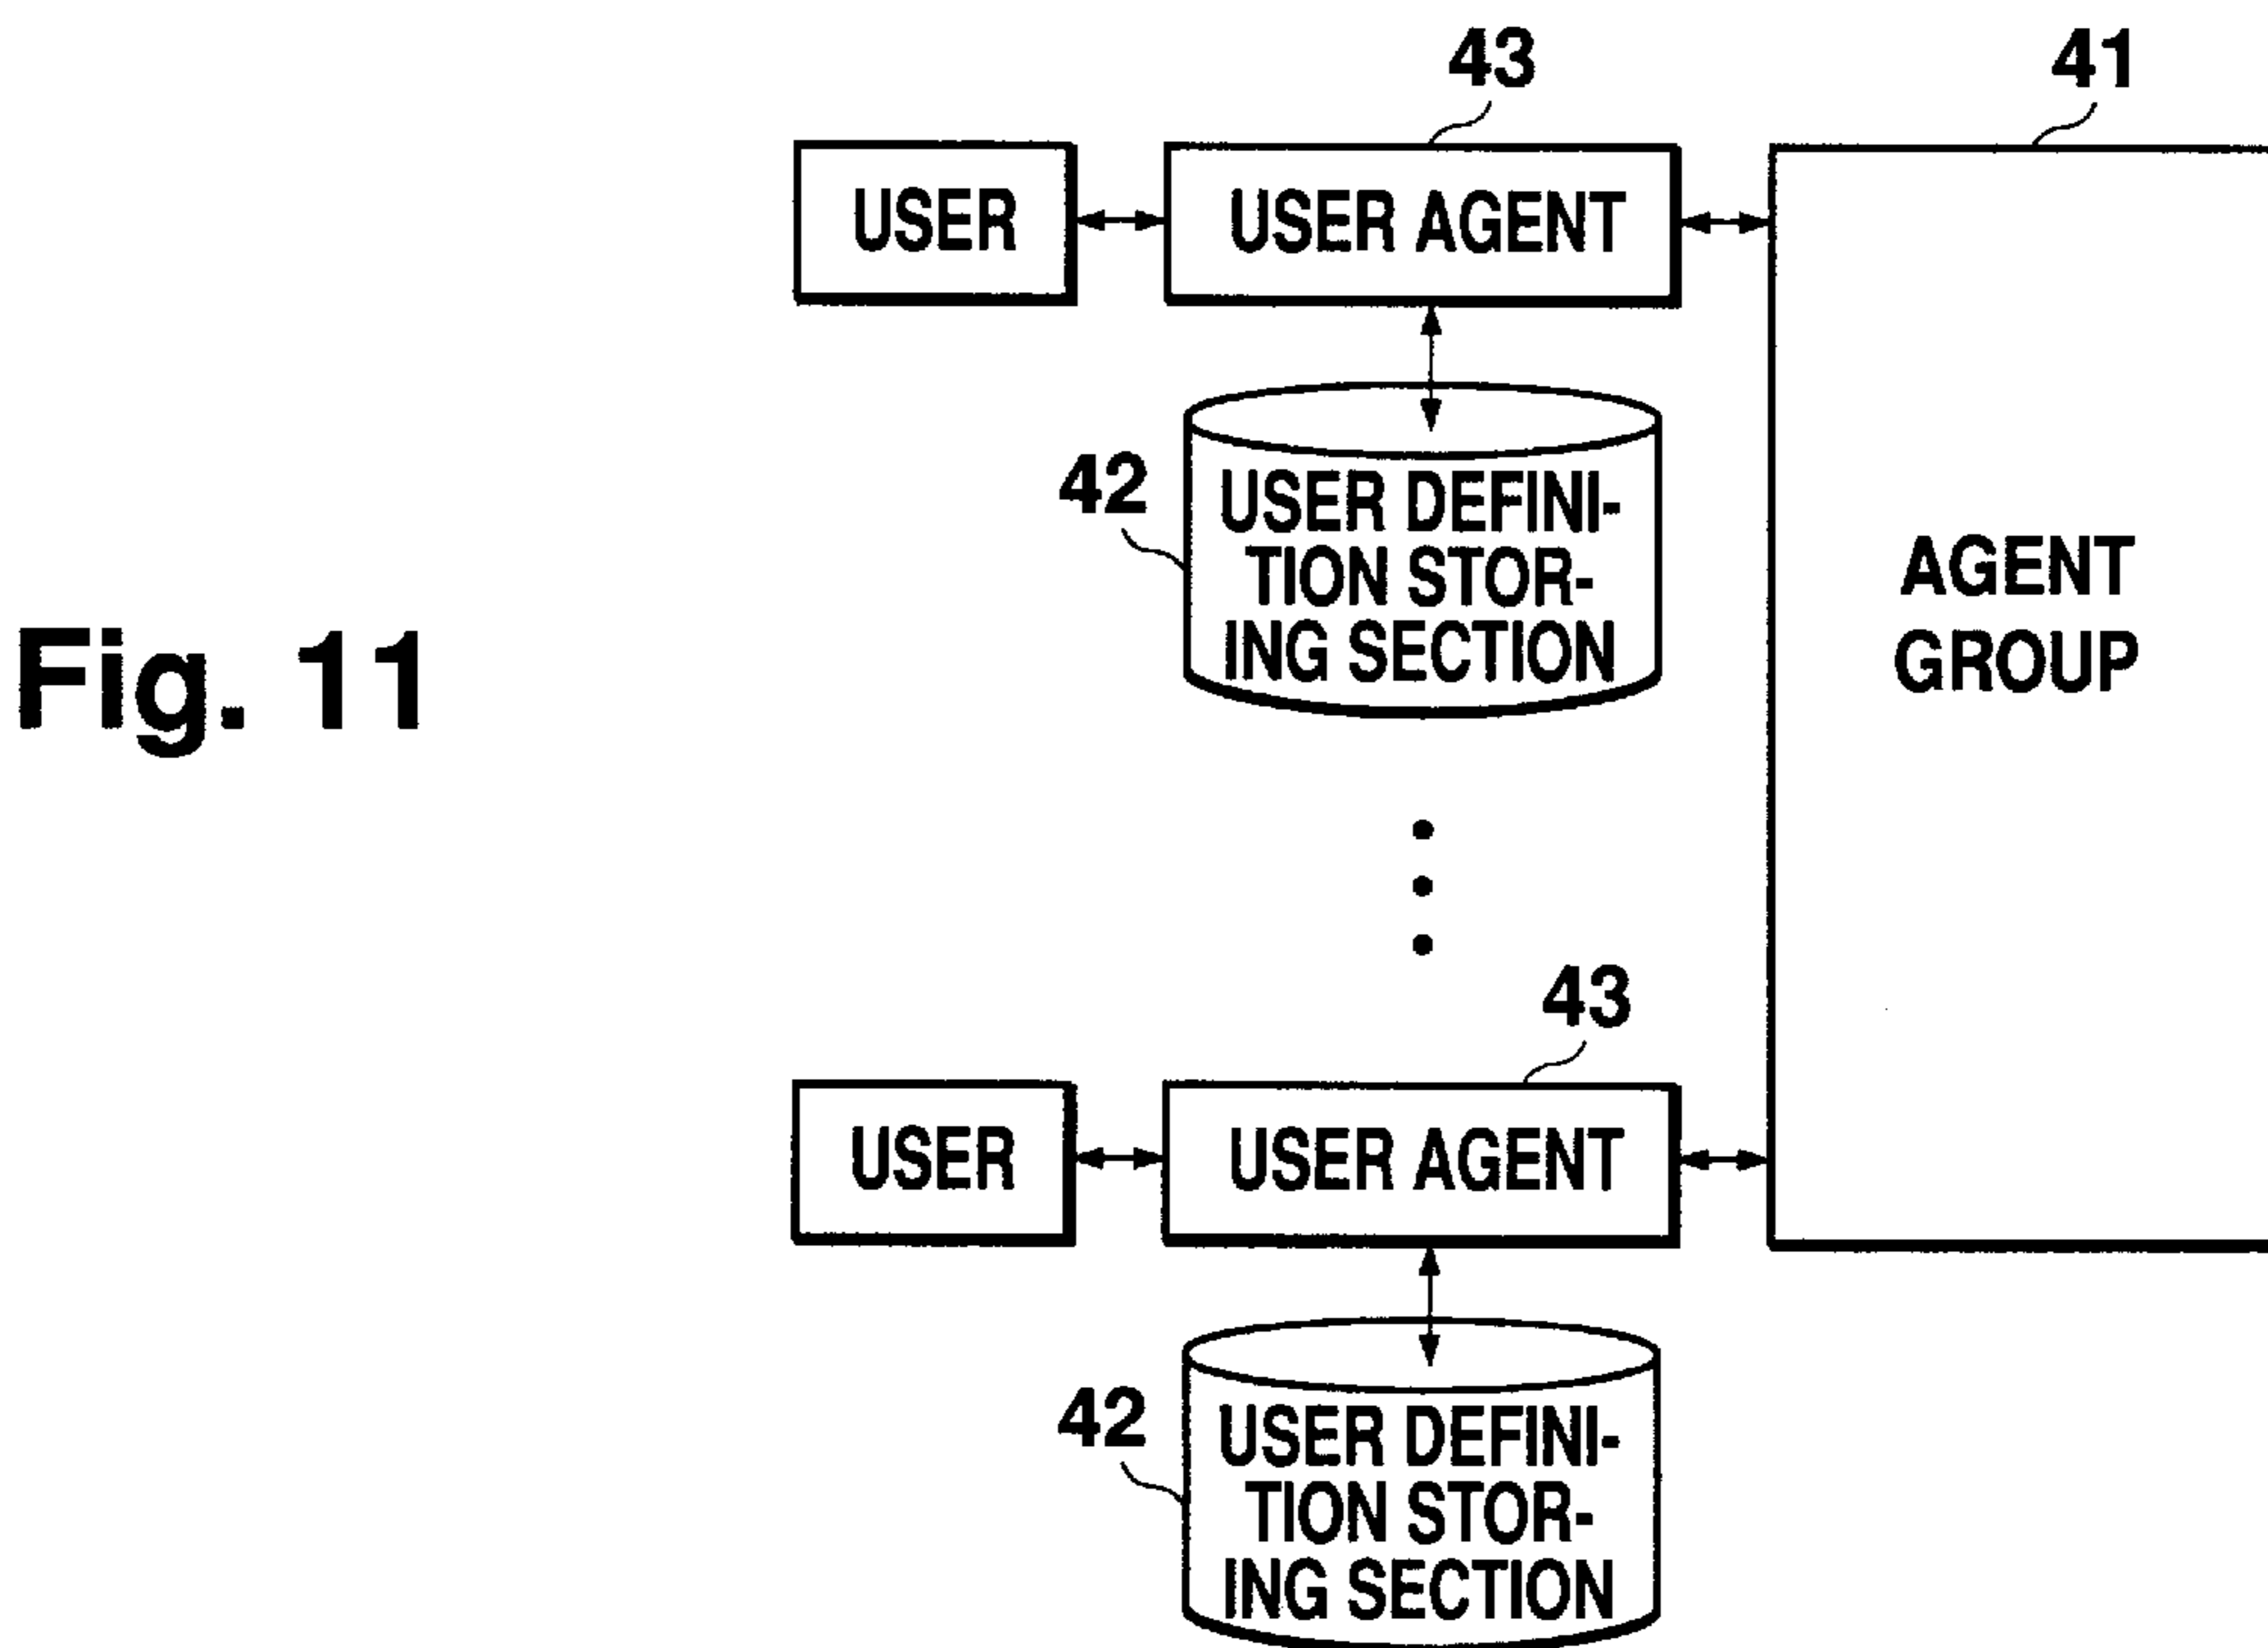 43
41
USER
USER AGENT
42
USER DEFINI-
TION STOR-
ING SECTION
AGENT
GROUP
Fig. 11
43
USER
USER AGENT
42
USER DEFINI-
TION STOR-
ING SECTION